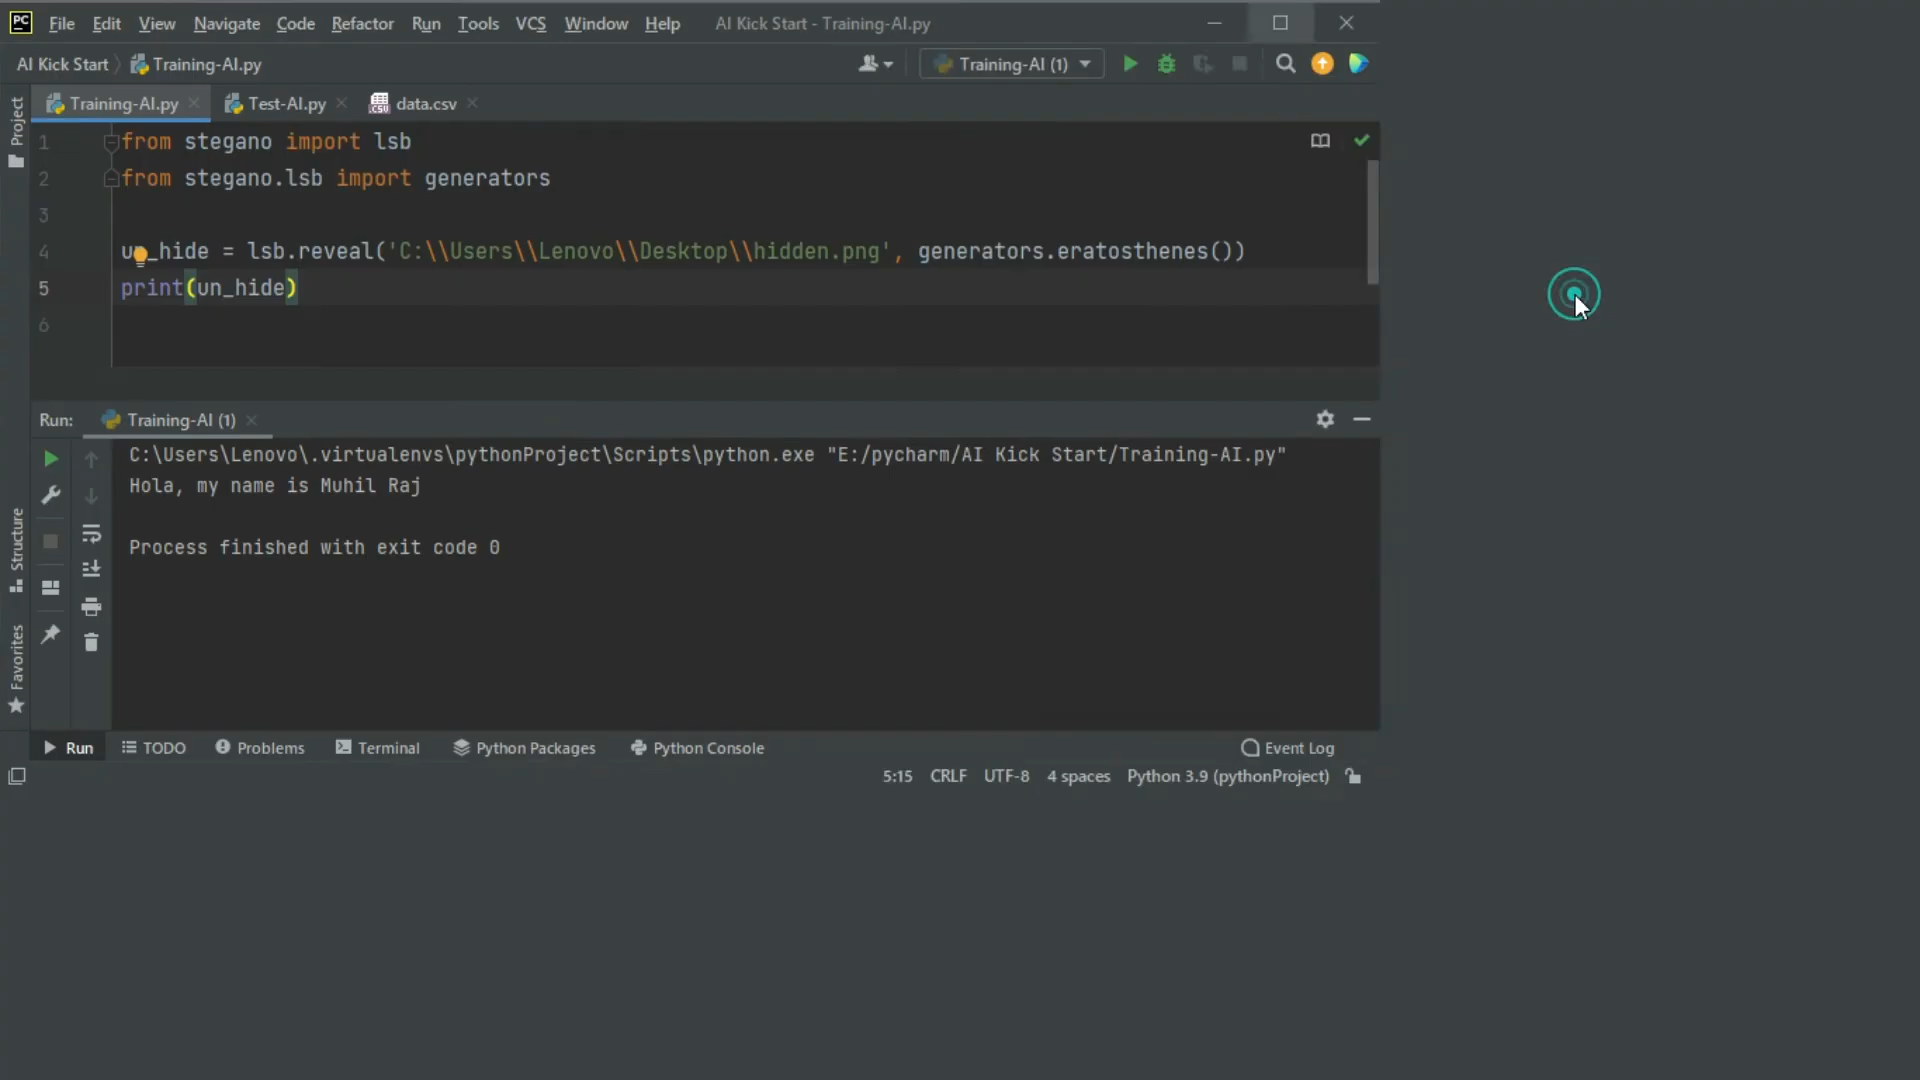 PC File Edit View Navigate Code Refactor Run Tools VCS Window Help AI Kick Start - Training-AI.py
AI Kick Start Training-AI.py Training-AI (1)
Training-AI.py Test-AI.py data.csv
Project
1 from stegano import lsb
2 from stegano.lsb import generators
3
4 un_hide = lsb.reveal('C:\\Users\\Lenovo\\Desktop\\hidden.png', generators.eratosthenes())
5 print(un_hide)
6
Run: Training-AI (1)
C:\Users\Lenovo\.virtualenvs\pythonProject\Scripts\python.exe "E:/pycharm/AI Kick Start/Training-AI.py"
Hola, my name is Muhil Raj
Process finished with exit code 0
Structure
Favorites
Run TODO Problems Terminal Python Packages Python Console Event Log
5:15 CRLF UTF-8 4 spaces Python 3.9 (pythonProject)